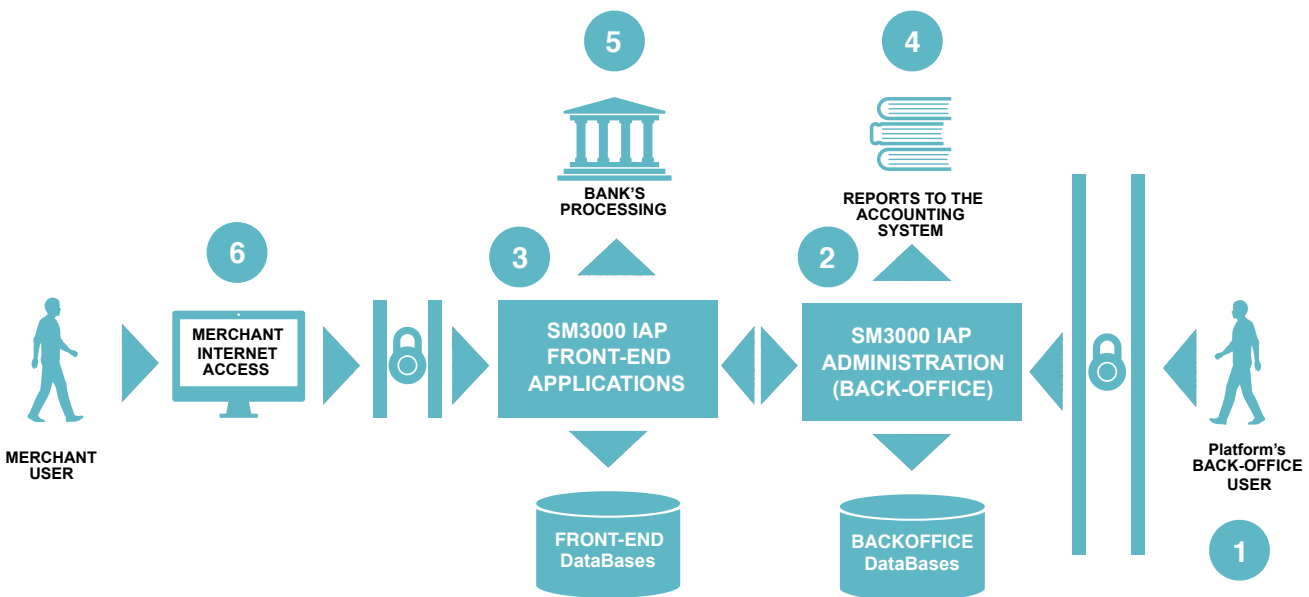 5
4
BANK'S
PROCESSING
REPORTS TO THE
ACCOUNTING
SYSTEM
6
3
2
MERCHANT
INTERNET
ACCESS
SM3000 IAP
FRONT-END
APPLICATIONS
SM3000 IAP
ADMINISTRATION
(BACK-OFFICE)
MERCHANT
USER
Platform's
BACK-OFFICE
USER
FRONT-END
DataBases
BACKOFFICE
DataBases
1